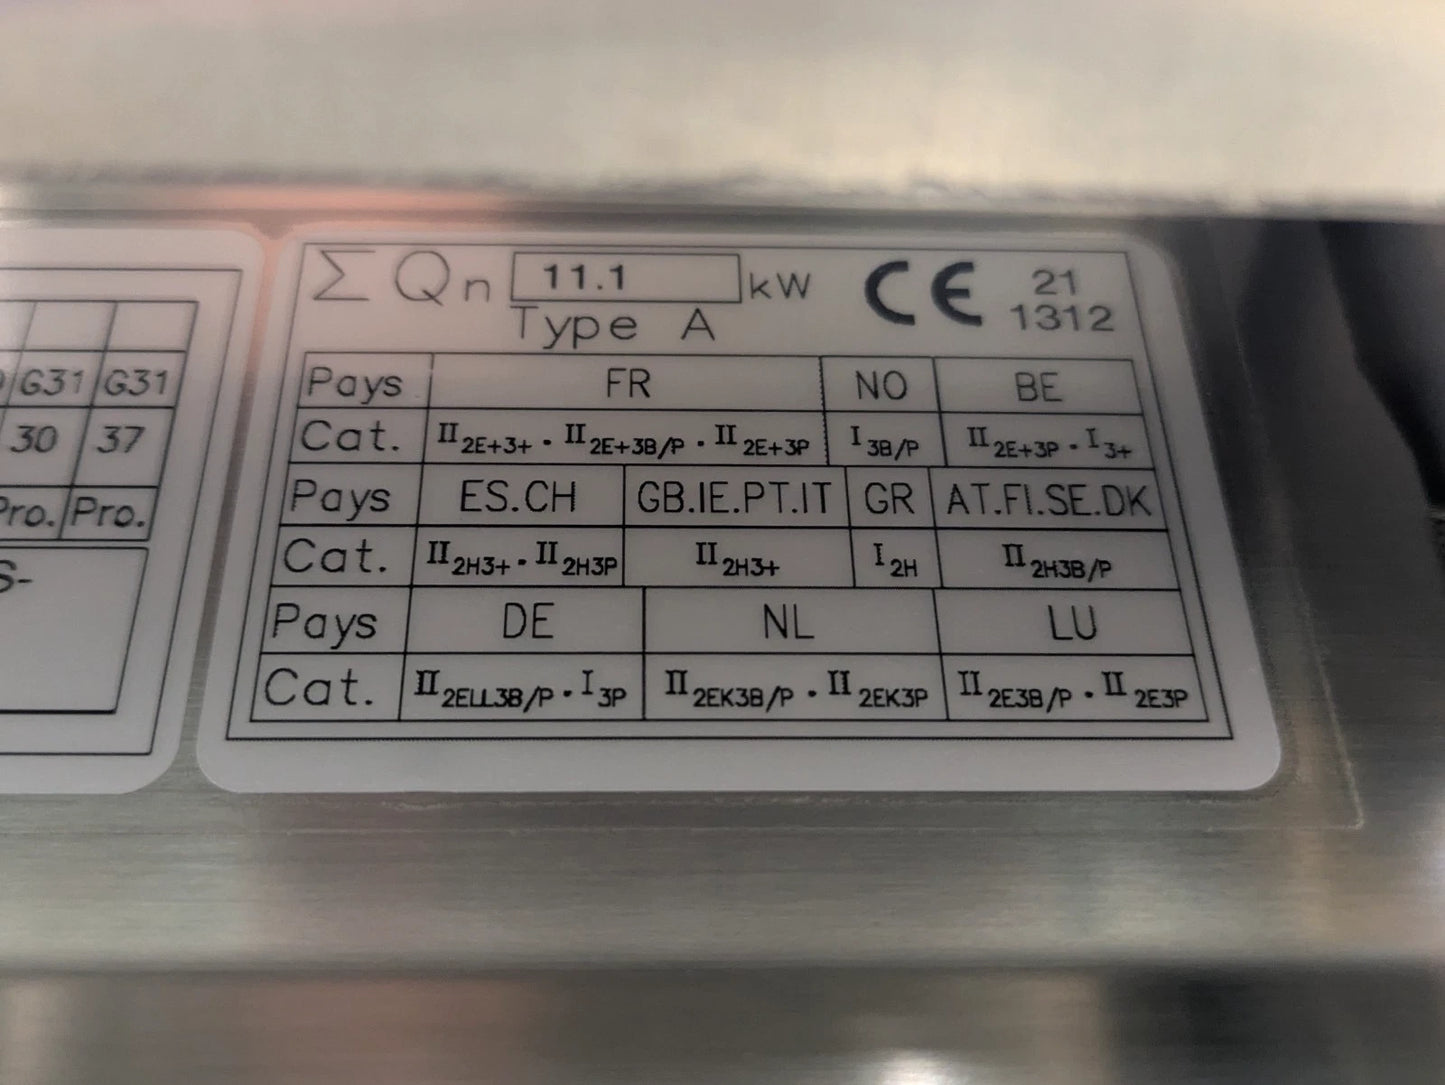 G31 G31
30 37
Pro. Pro.
S-
Σ Qn 11.1 kW CE 21
Type A 1312
Pays FR NO BE
Cat. II2E+3+ . II2E+3B/P . II2E+3P I3B/P II2E+3P . I3+
Pays ES.CH GB.IE.PT.IT GR AT.FI.SE.DK
Cat. II2H3+ . II2H3P II2H3+ I2H II2H3B/P
Pays DE NL LU
Cat. II2ELL3B/P . I3P II2EK3B/P . II2EK3P II2E3B/P . II2E3P